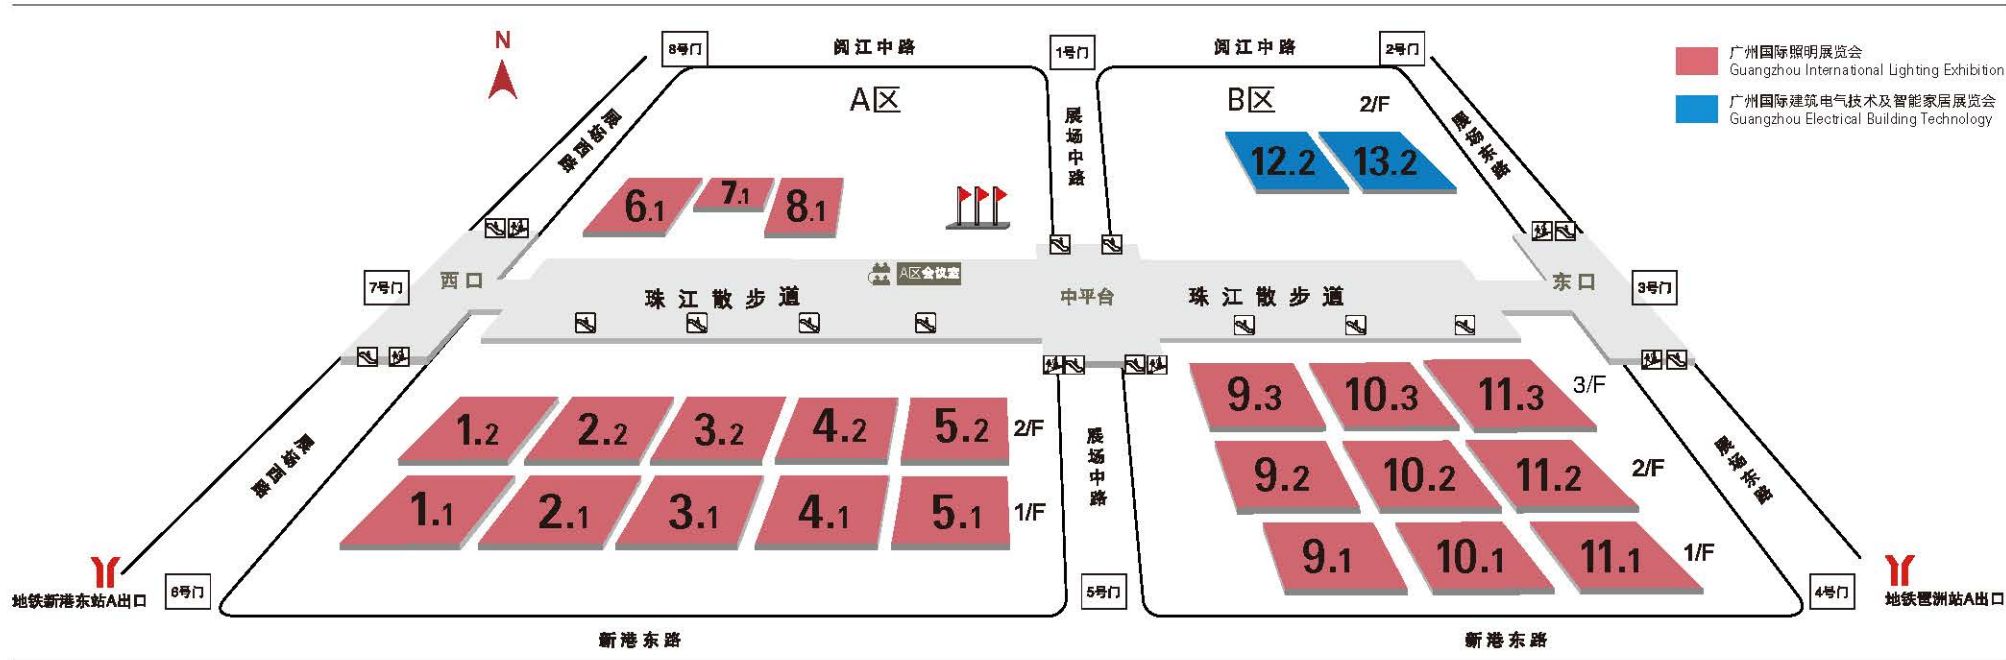 N
8号门
阅江中路
1号门
阅江中路
2号门
广州国际照明展览会
Guangzhou International Lighting Exhibition
广州国际建筑电气技术及智能家居展览会
Guangzhou Electrical Building Technology
A区
B区
2/F
展场西路
展场中路
展场东路
12.2
13.2
6.1
7.1
8.1
7号门
西口
A区会议室
珠江散步道
中平台
珠江散步道
东口
3号门
9.3
10.3
11.3
3/F
1.2
2.2
3.2
4.2
5.2
2/F
展场西路
展场中路
展场东路
9.2
10.2
11.2
2/F
1.1
2.1
3.1
4.1
5.1
1/F
9.1
10.1
11.1
1/F
地铁新港东站A出口
6号门
5号门
4号门
地铁琶洲站A出口
新港东路
新港东路